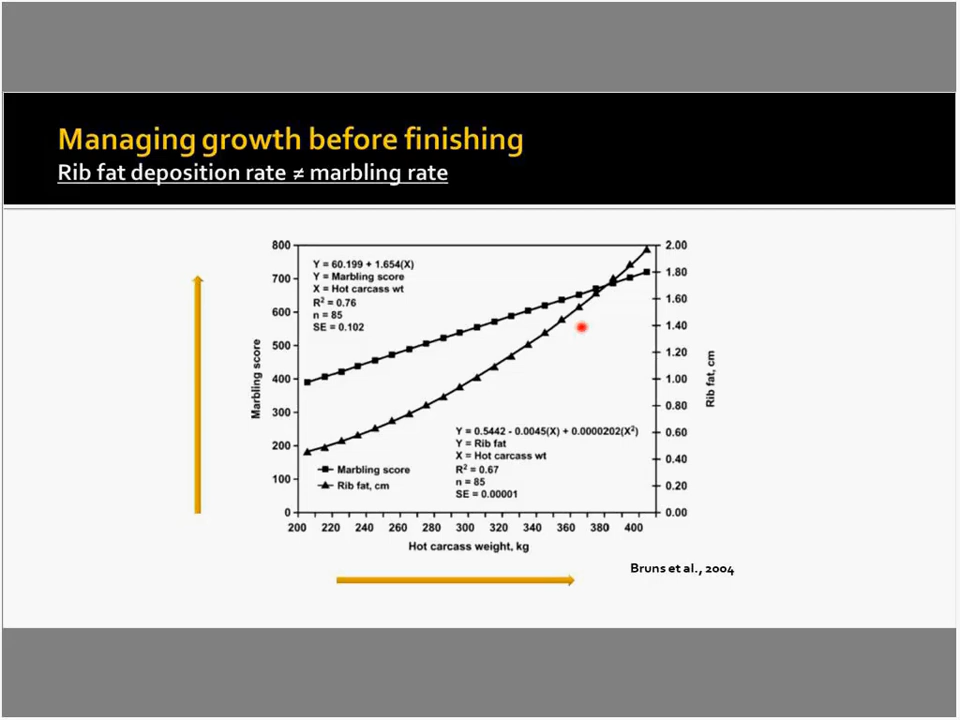 Managing growth before finishing
Rib fat deposition rate ≠ marbling rate
800
700
600
500
400
300
200
100
0
Marbling score
Y = 60.199 + 1.654(X)
Y = Marbling score
X = Hot carcass wt
R² = 0.76
n = 85
SE = 0.102
Y = 0.5442 - 0.0045(X) + 0.0000202(X²)
Y = Rib fat
X = Hot carcass wt
R² = 0.67
n = 85
SE = 0.00001
Marbling score
Rib fat, cm
2.00
1.80
1.60
1.40
1.20
1.00
0.80
0.60
0.40
0.20
0.00
Rib fat, cm
200 220 240 260 280 300 320 340 360 380 400
Hot carcass weight, kg
Bruns et al., 2004